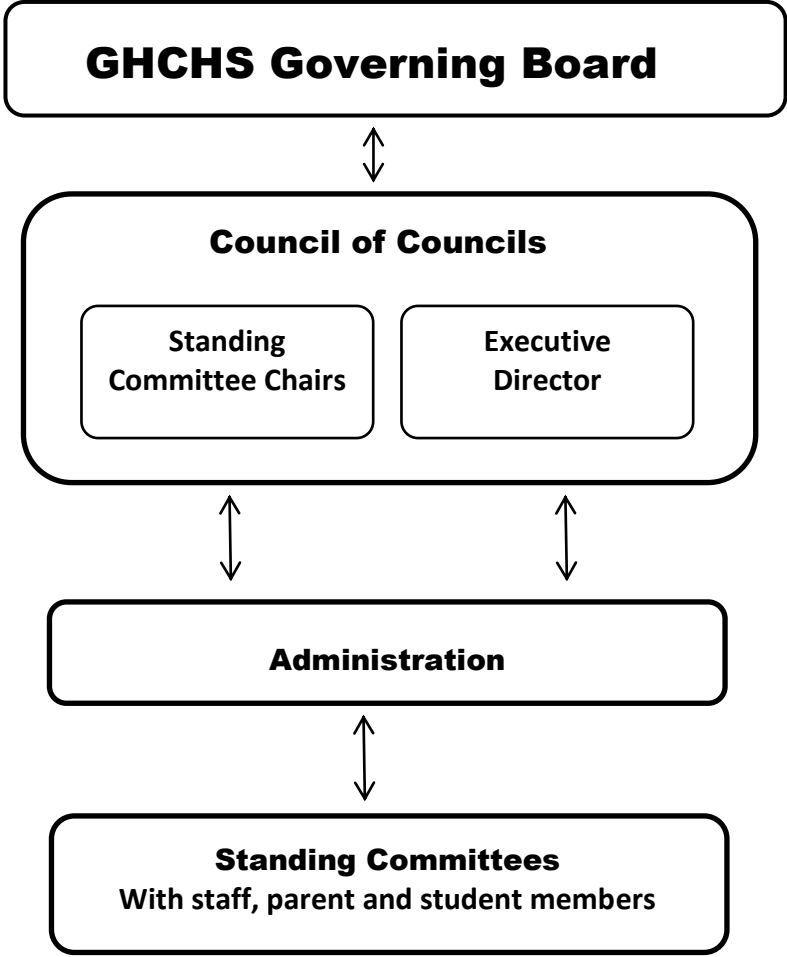 GHCHS Governing Board
Council of Councils
Standing
Committee Chairs
Executive
Director
Administration
Standing Committees
With staff, parent and student members